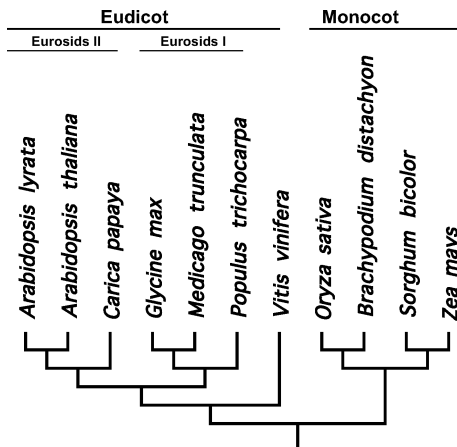 Eudicot
Monocot
Eurosids II
Eurosids I
Arabidopsis lyrata
Arabidopsis thaliana
Carica papaya
Glycine max
Medicago trunculata
Populus trichocarpa
Vitis vinifera
Oryza sativa
Brachypodium distachyon
Sorghum bicolor
Zea mays